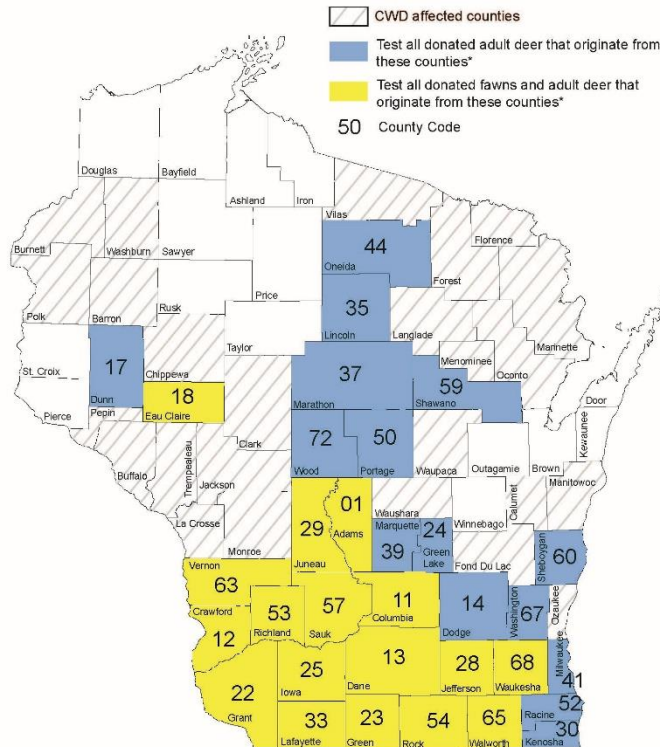 CWD affected counties
Test all donated adult deer that originate from
these counties*
Test all donated fawns and adult deer that
originate from these counties*
50 County Code
Douglas
Bayfield
Ashland
Iron
Vilas
Florence
Burnett
Washburn
Sawyer
44
Oneida
Forest
Price
Polk
Barron
Rusk
35
Lincoln
Langlade
Marinette
Taylor
St. Croix
17
Dunn
Chippewa
37
Marathon
Menominee
59
Shawano
Oconto
Door
18
Eau Claire
Pierce
Pepin
Clark
72
Wood
50
Portage
Waupaca
Outagamie
Brown
Kewaunee
Buffalo
Trempealeau
Jackson
01
Adams
Waushara
Winnebago
Calumet
Manitowoc
La Crosse
Monroe
29
Juneau
Marquette
39
24
Green
Lake
Fond Du Lac
Sheboygan
60
Vernon
63
Crawford
12
53
Richland
57
Sauk
11
Columbia
14
Dodge
Washington
67
Ozaukee
22
Grant
25
Iowa
13
Dane
28
Jefferson
68
Waukesha
Milwaukee
41
33
Lafayette
23
Green
54
Rock
65
Walworth
52
Racine
30
Kenosha